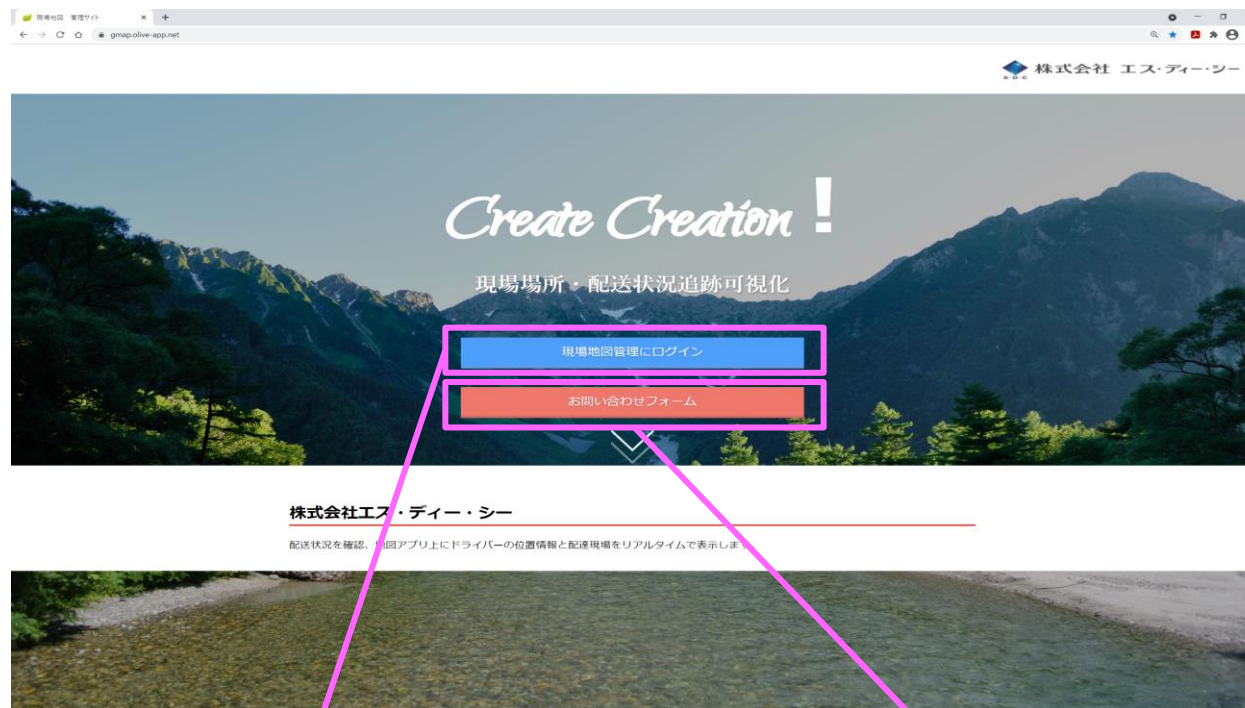 現場地図 管理サイト
gmap.olive-app.net
S·D·C
株式会社 エス・ディー・シー
Create Creation!
現場場所・配送状況追跡可視化
現場地図管理にログイン
お問い合わせフォーム
株式会社エス・ディー・シー
配送状況を確認、地図アプリ上にドライバーの位置情報と配達現場をリアルタイムで表示します